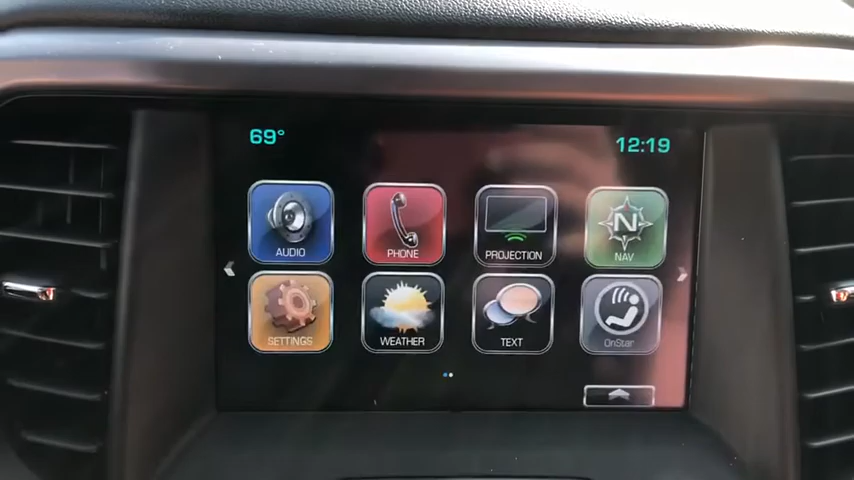 69° 12:19
AUDIO PHONE PROJECTION N NAV
SETTINGS WEATHER TEXT OnStar